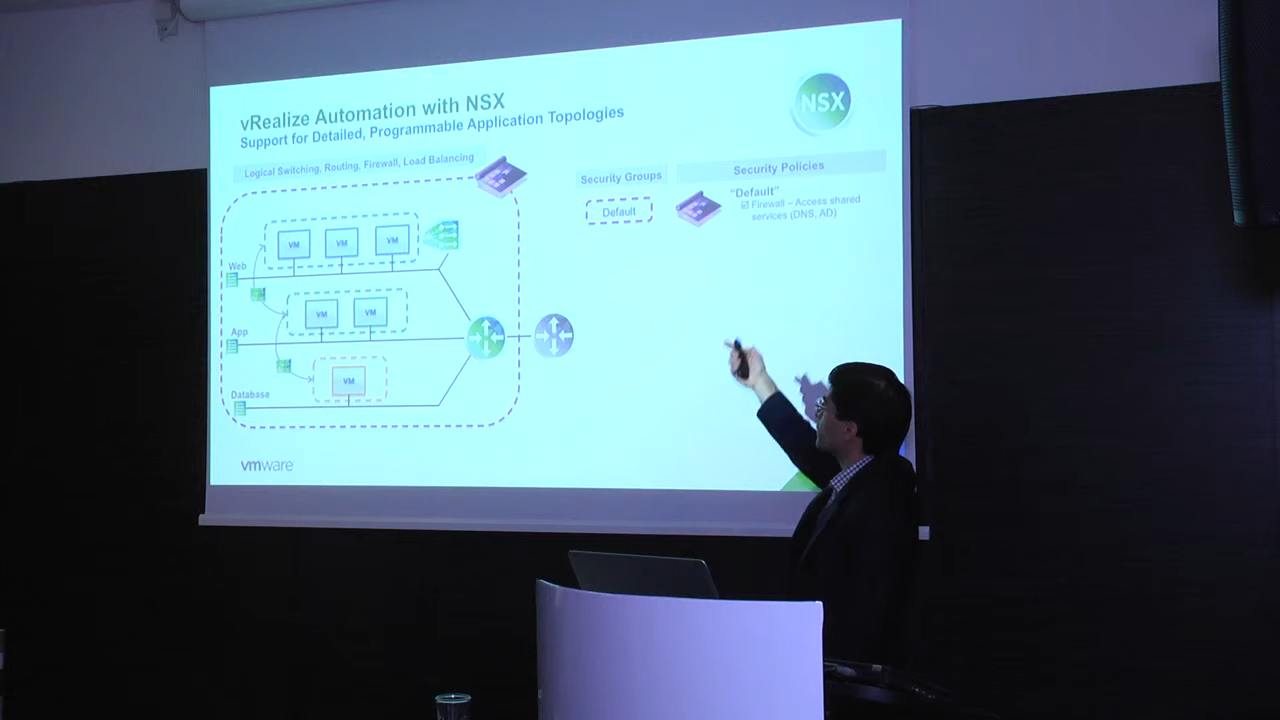 vRealize Automation with NSX
Support for Detailed, Programmable Application Topologies
NSX
Logical Switching, Routing, Firewall, Load Balancing
Security Groups
Security Policies
Default
"Default"
☑ Firewall – Access shared
services (DNS, AD)
VM VM VM
Web
VM VM
App
VM
Database
vmware